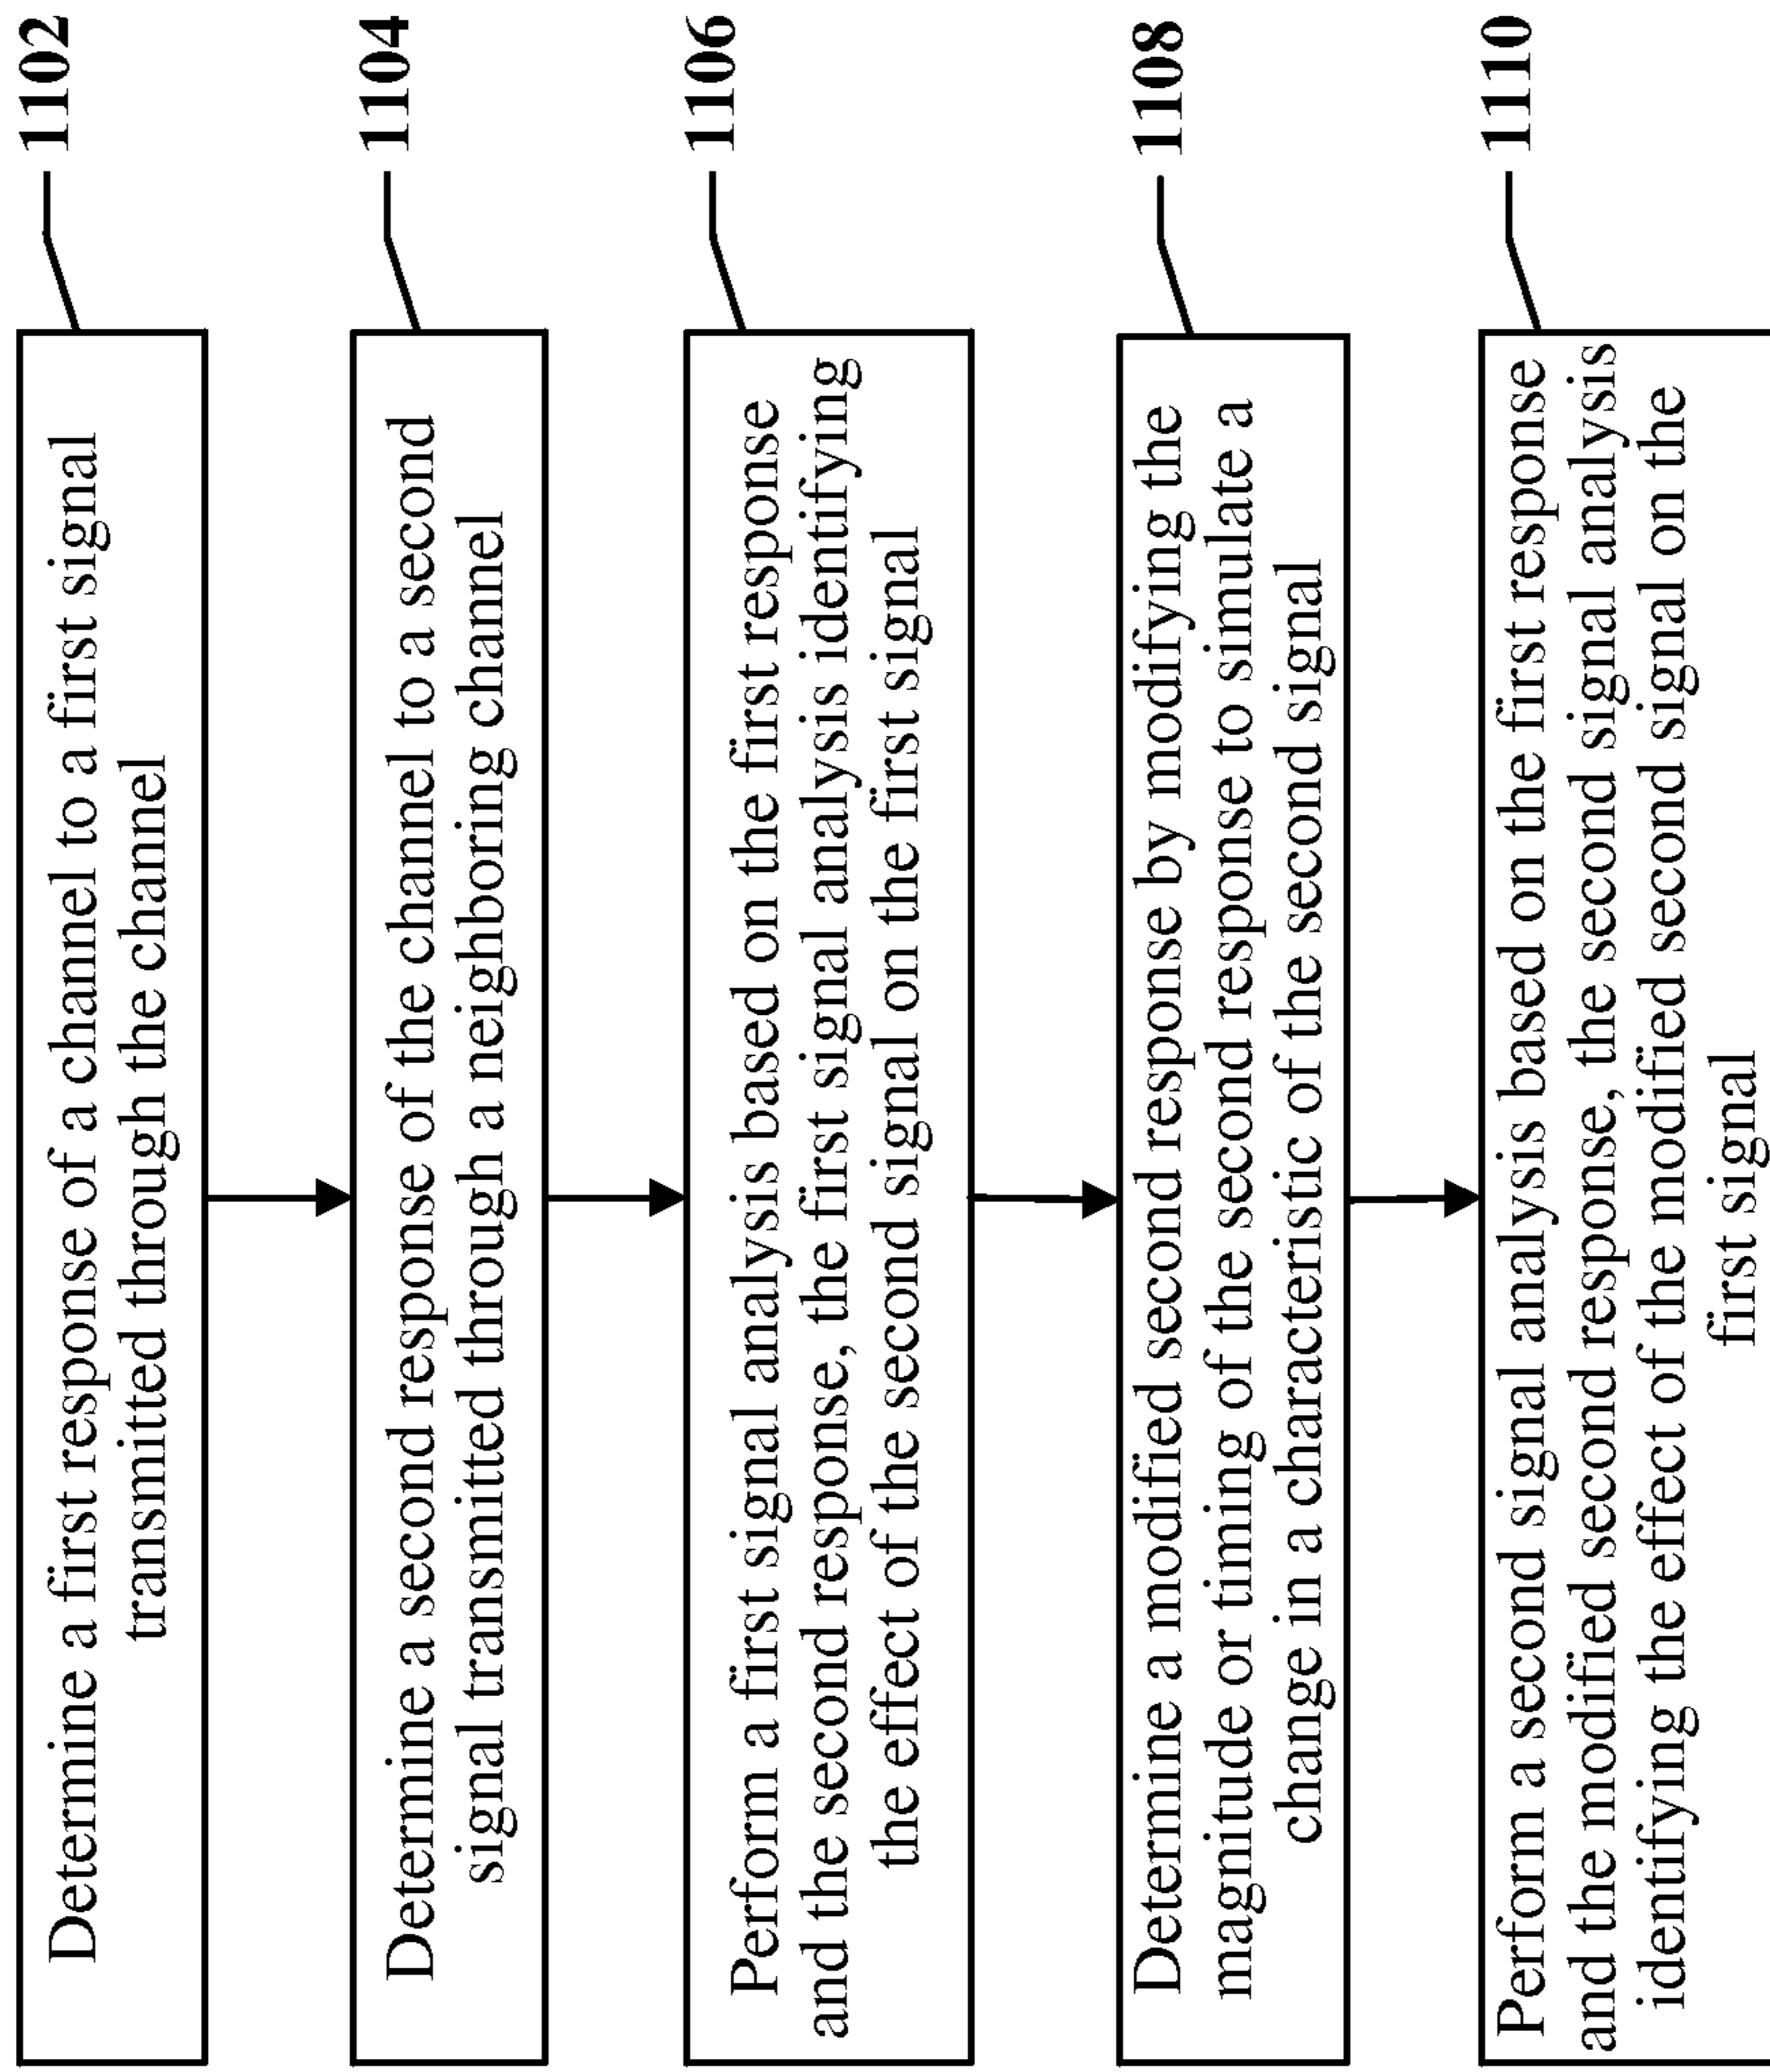 Determine a first response of a channel to a first signal
transmitted through the channel
1102
Determine a second response of the channel to a second
signal transmitted through a neighboring channel
1104
Perform a first signal analysis based on the first response
and the second response, the first signal analysis identifying
the effect of the second signal on the first signal
1106
Determine a modified second response by modifying the
magnitude or timing of the second response to simulate a
change in a characteristic of the second signal
1108
Perform a second signal analysis based on the first response
and the modified second response, the second signal analysis
identifying the effect of the modified second signal on the
first signal
1110